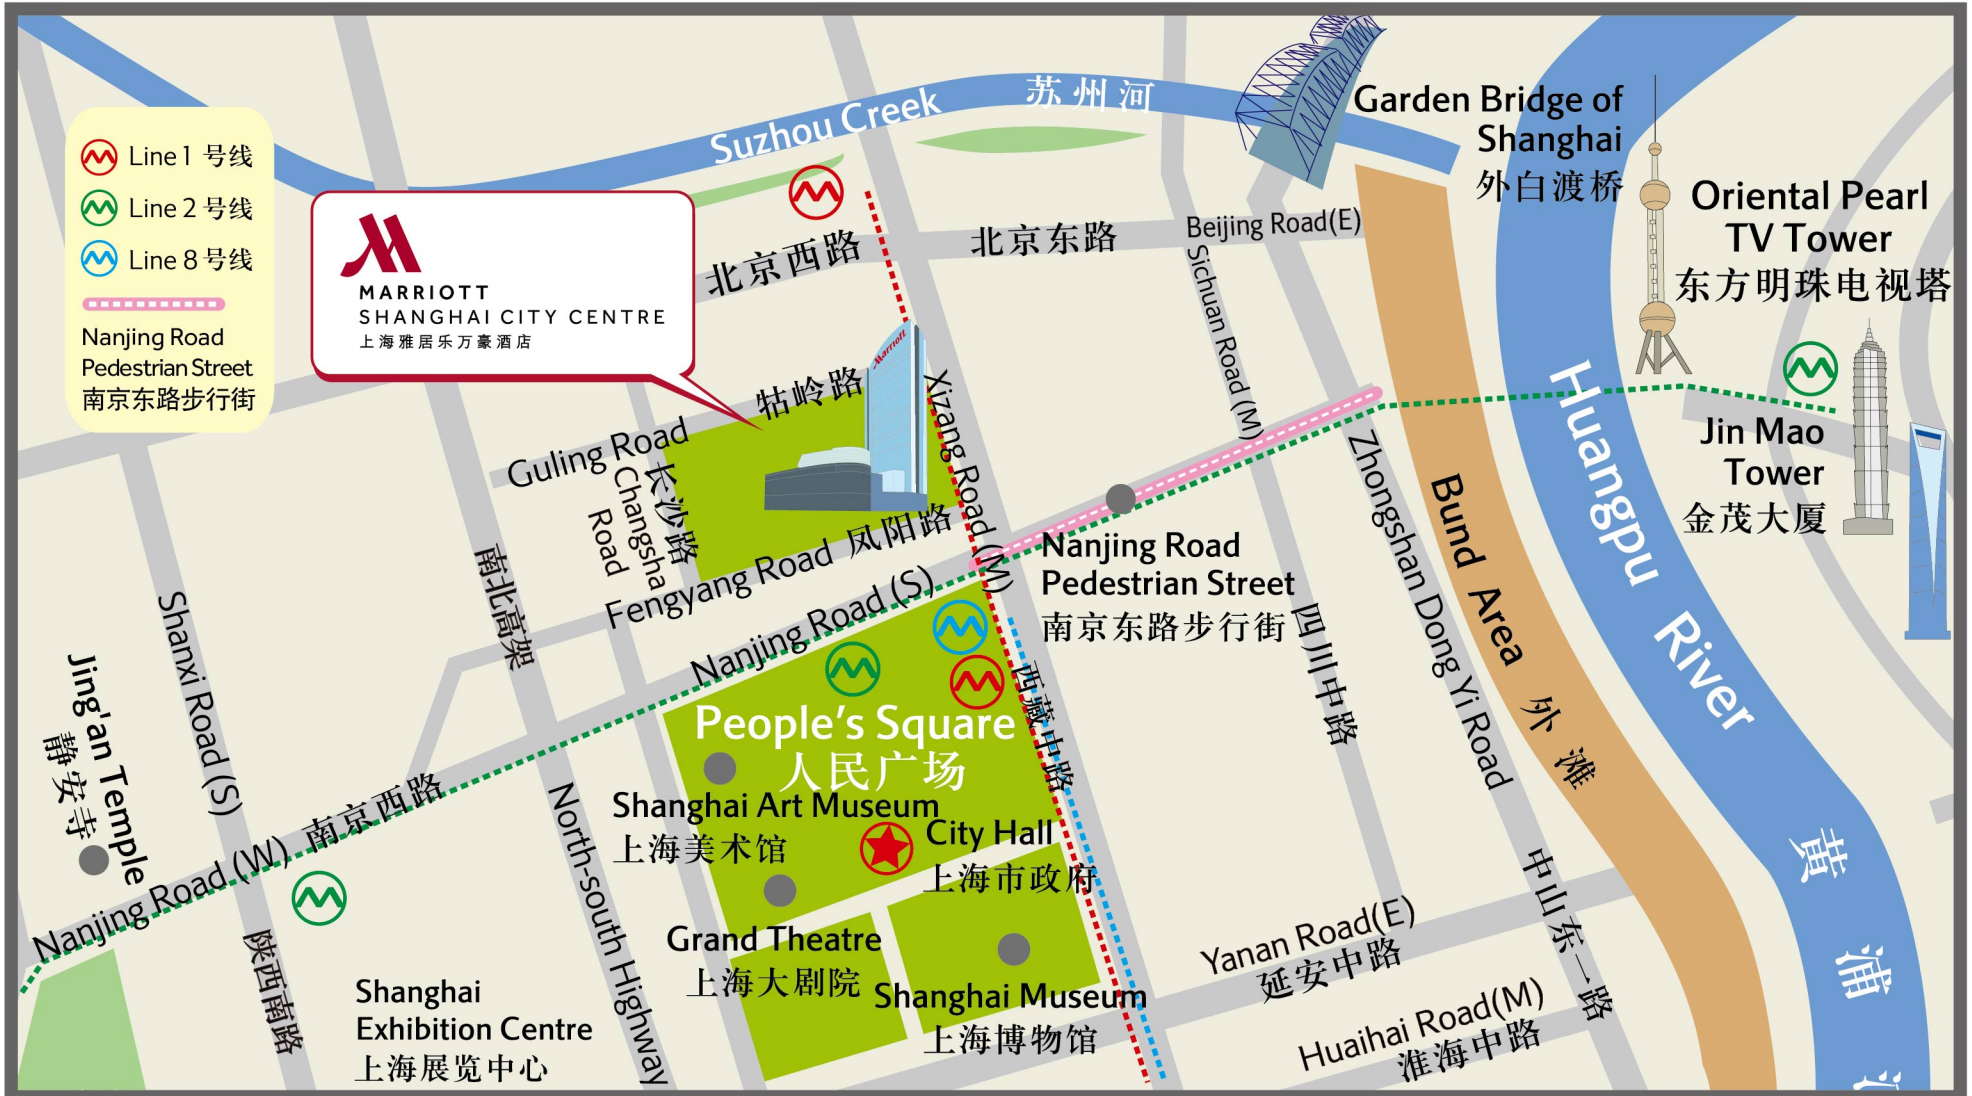 Line 1 号线
Line 2 号线
Line 8 号线
Nanjing Road
Pedestrian Street
南京东路步行街
MARRIOTT
SHANGHAI CITY CENTRE
上海雅居乐万豪酒店
Suzhou Creek
苏州河
Garden Bridge of
Shanghai
外白渡桥
Oriental Pearl
TV Tower
东方明珠电视塔
Jin Mao
Tower
金茂大厦
北京西路
北京东路
Beijing Road(E)
Sichuan Road (M)
四川中路
Marriott
牯岭路
Guling Road
长沙路
Changsha
Road
Fengyang Road 凤阳路
Xizang Road (M)
西藏中路
Nanjing Road (S)
Nanjing Road
Pedestrian Street
南京东路步行街
Zhongshan Dong Yi Road
中山东一路
Bund Area 外滩
Huangpu River
黄浦
南北高架
North-south Highway
Shanxi Road (S)
陕西南路
Jing'an Temple
静安寺
Nanjing Road (W) 南京西路
People's Square
人民广场
Shanghai Art Museum
上海美术馆
City Hall
上海市政府
Grand Theatre
上海大剧院
Shanghai Museum
上海博物馆
Shanghai
Exhibition Centre
上海展览中心
Yanan Road(E)
延安中路
Huaihai Road(M)
淮海中路